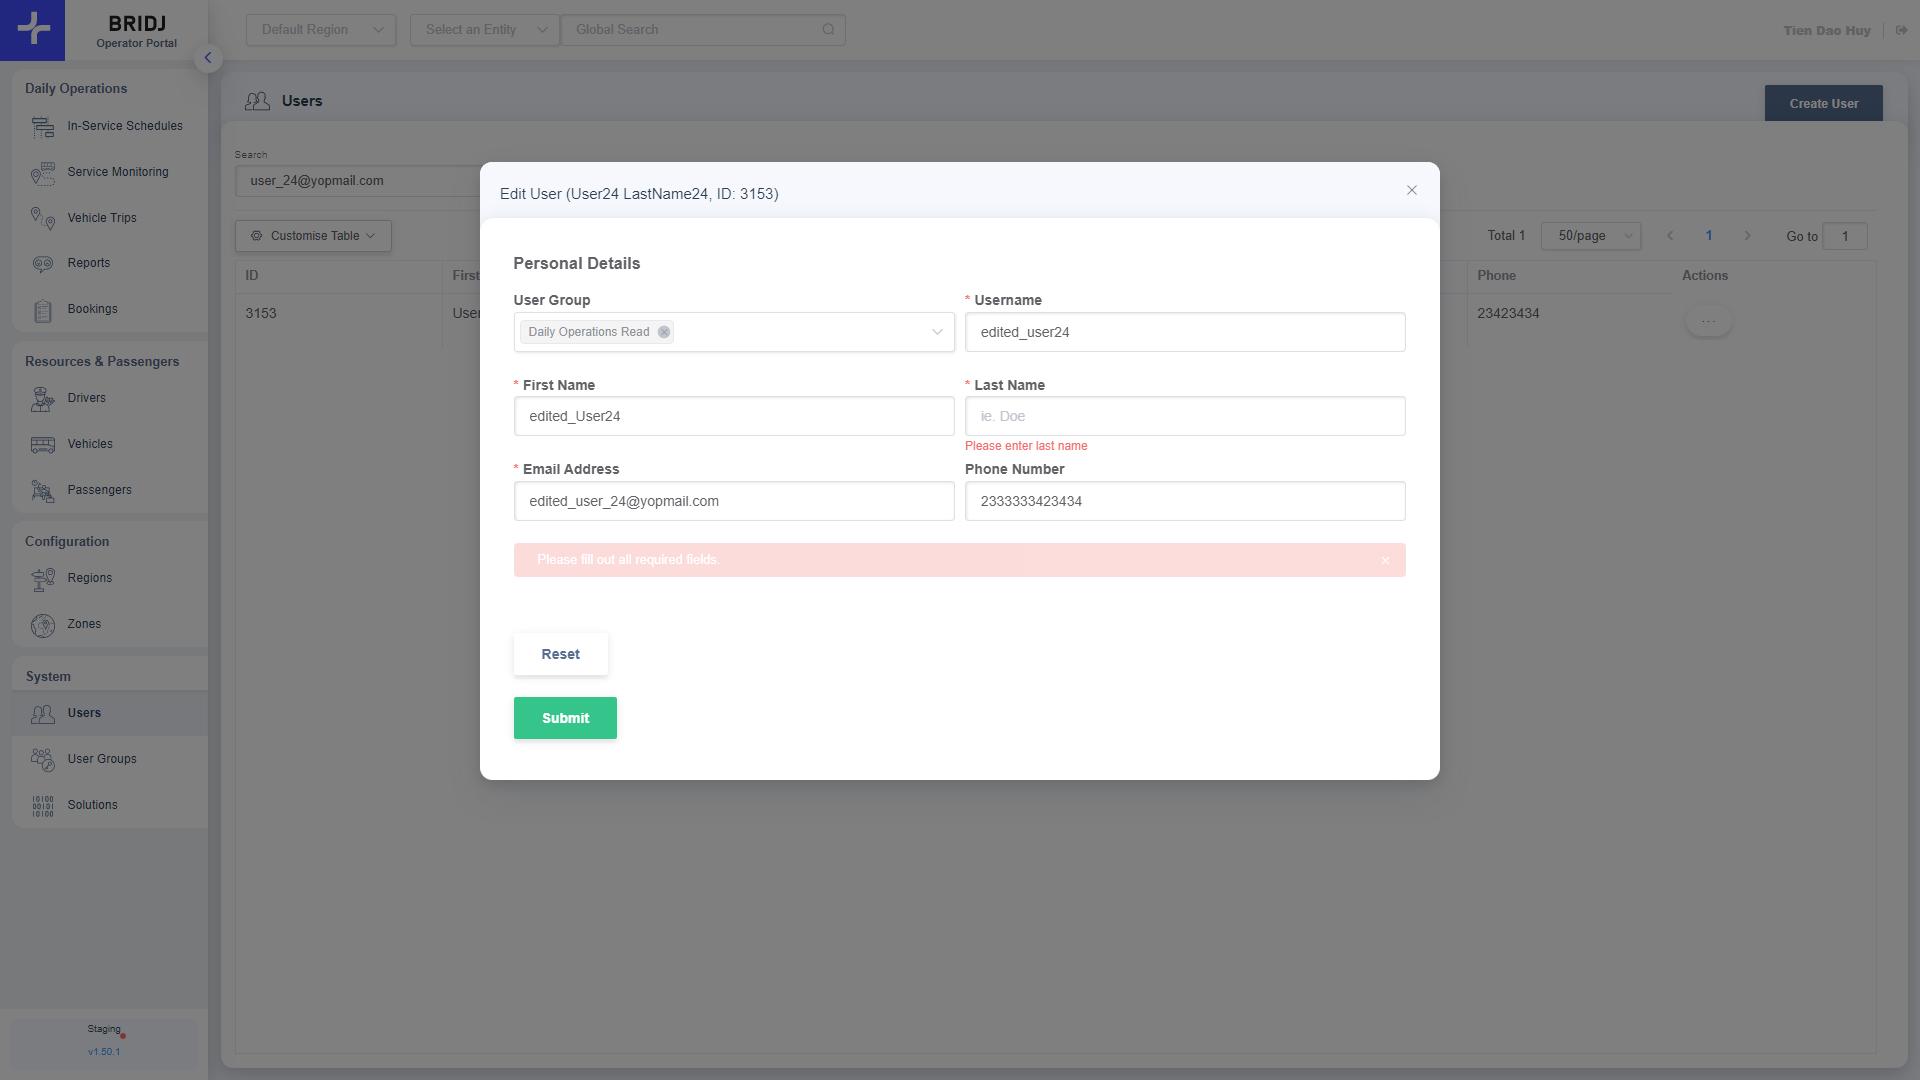 BRIDJ
Operator Portal
Default Region
Select an Entity
Global Search
Tien Dao Huy
Daily Operations
In-Service Schedules
Service Monitoring
Vehicle Trips
Reports
Bookings
Resources & Passengers
Drivers
Vehicles
Passengers
Configuration
Regions
Zones
System
Users
User Groups
Solutions
Staging
v1.50.1
Users
Create User
Search
user_24@yopmail.com
Customise Table
Total 1
50/page
1
Go to
1
ID
First
Phone
Actions
3153
User
23423434
...
Edit User (User24 LastName24, ID: 3153)
Personal Details
User Group
* Username
Daily Operations Read
edited_user24
* First Name
* Last Name
edited_User24
ie. Doe
Please enter last name
* Email Address
Phone Number
edited_user_24@yopmail.com
2333333423434
Please fill out all required fields.
Reset
Submit